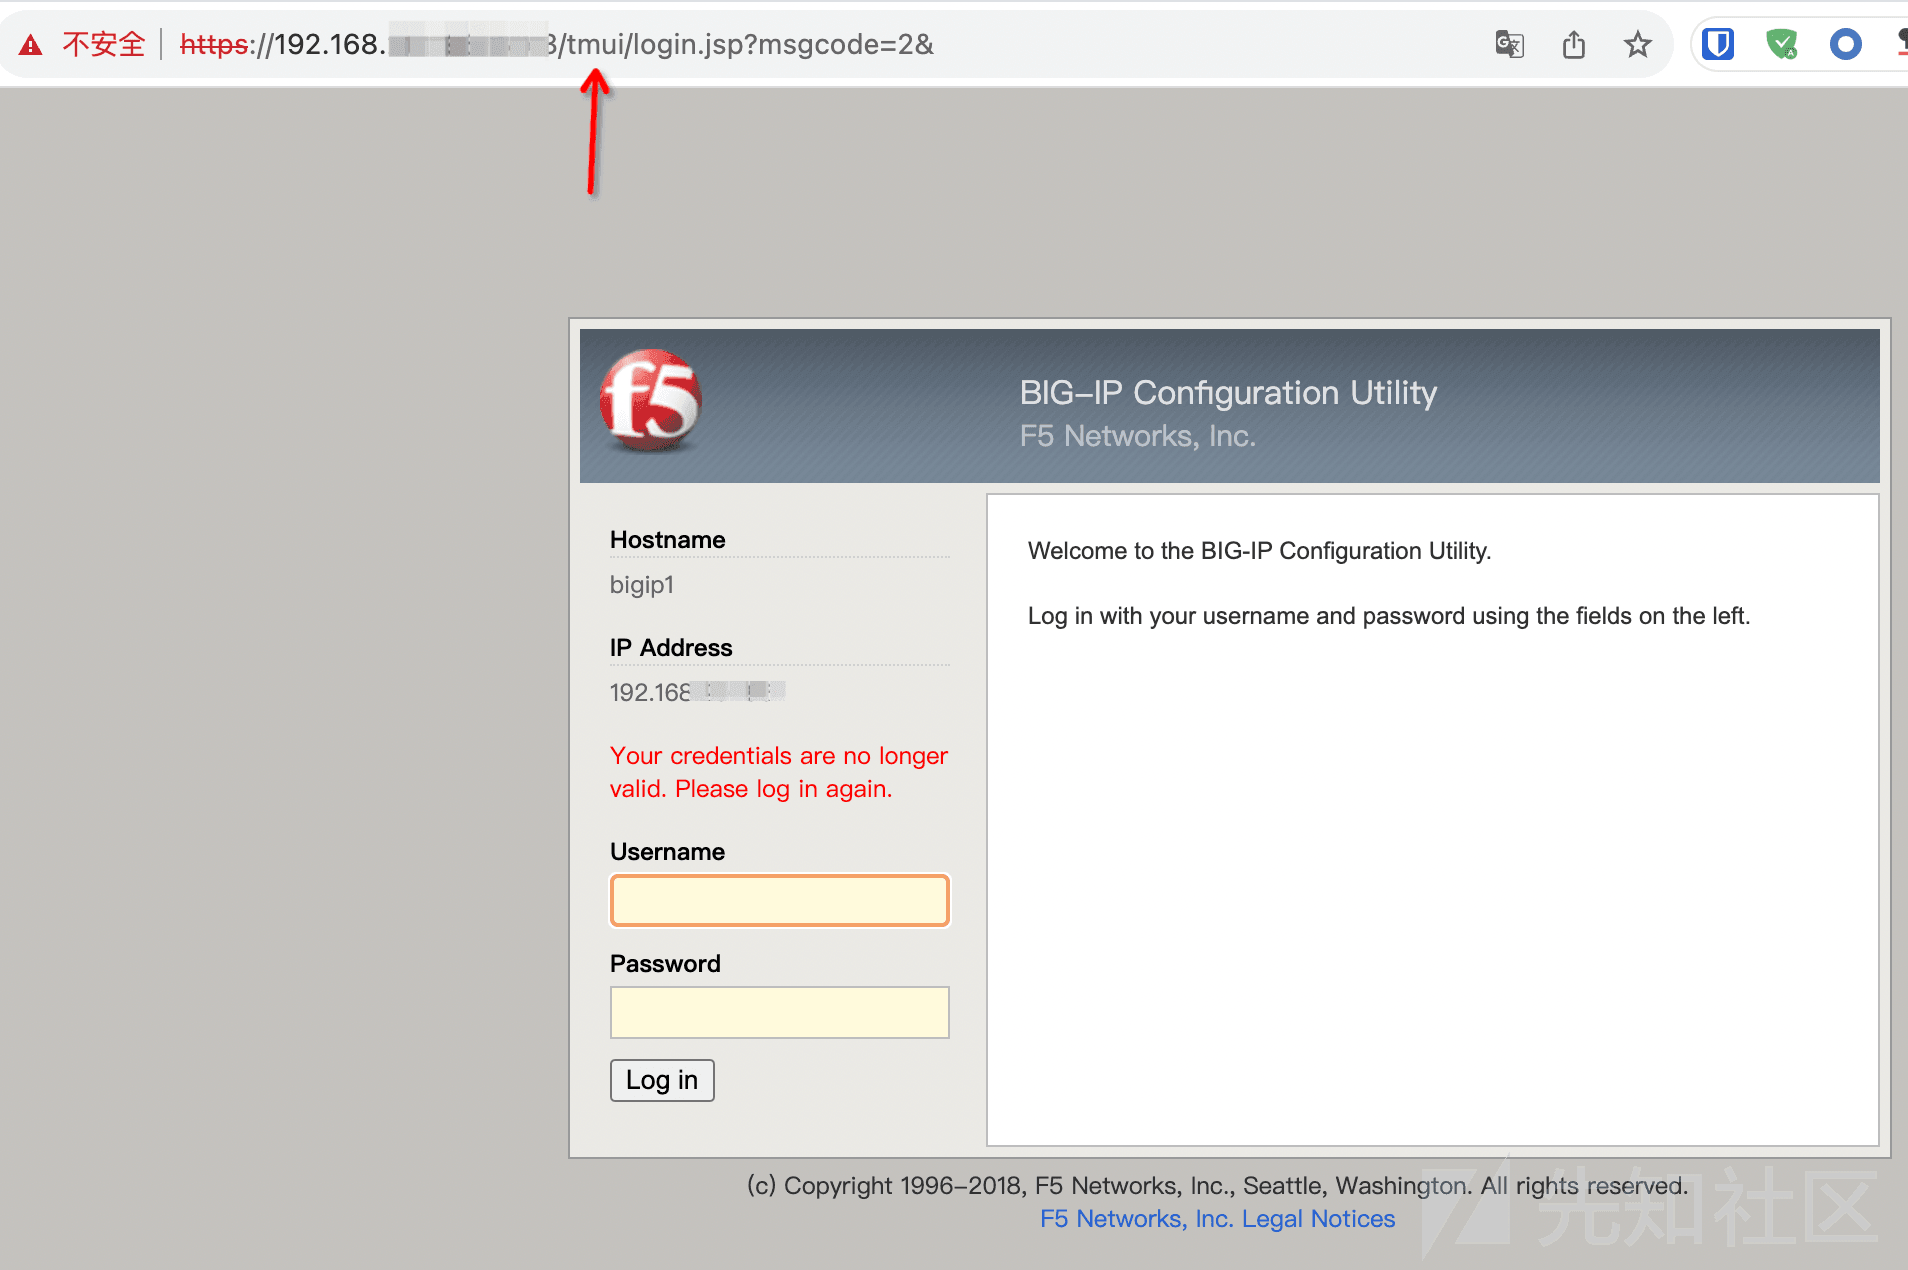 不安全 https://192.168. 3/tmui/login.jsp?msgcode=2&
f5
BIG-IP Configuration Utility
F5 Networks, Inc.
Hostname
bigip1
IP Address
192.168
Your credentials are no longer
valid. Please log in again.
Username
Password
Log in
Welcome to the BIG-IP Configuration Utility.
Log in with your username and password using the fields on the left.
(c) Copyright 1996-2018, F5 Networks, Inc., Seattle, Washington. All rights reserved.
F5 Networks, Inc. Legal Notices
先知社区